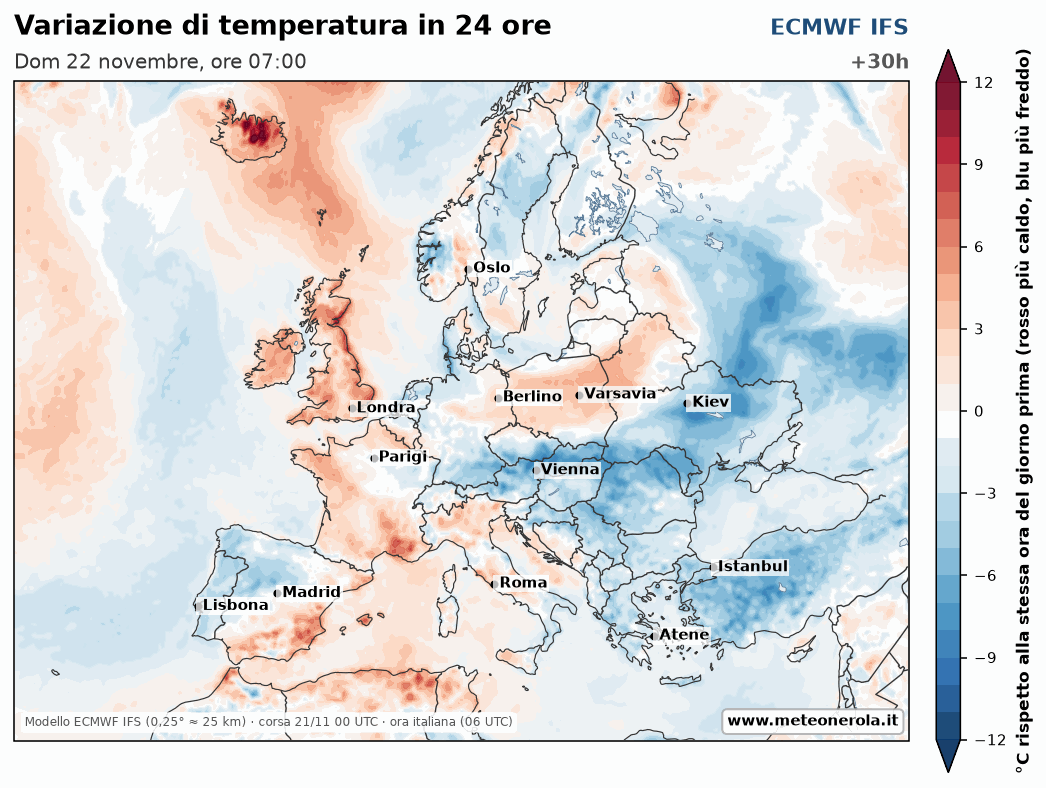 Variazione di temperatura in 24 ore
ECMWF IFS
Dom 22 novembre, ore 07:00
+30h
Oslo
Londra
Berlino
Varsavia
Kiev
Parigi
Vienna
Madrid
Lisbona
Roma
Istanbul
Atene
Modello ECMWF IFS (0,25° ≈ 25 km) · corsa 21/11 00 UTC · ora italiana (06 UTC)
www.meteonerola.it
12
9
6
3
0
−3
−6
−9
−12
°C rispetto alla stessa ora del giorno prima (rosso più caldo, blu più freddo)